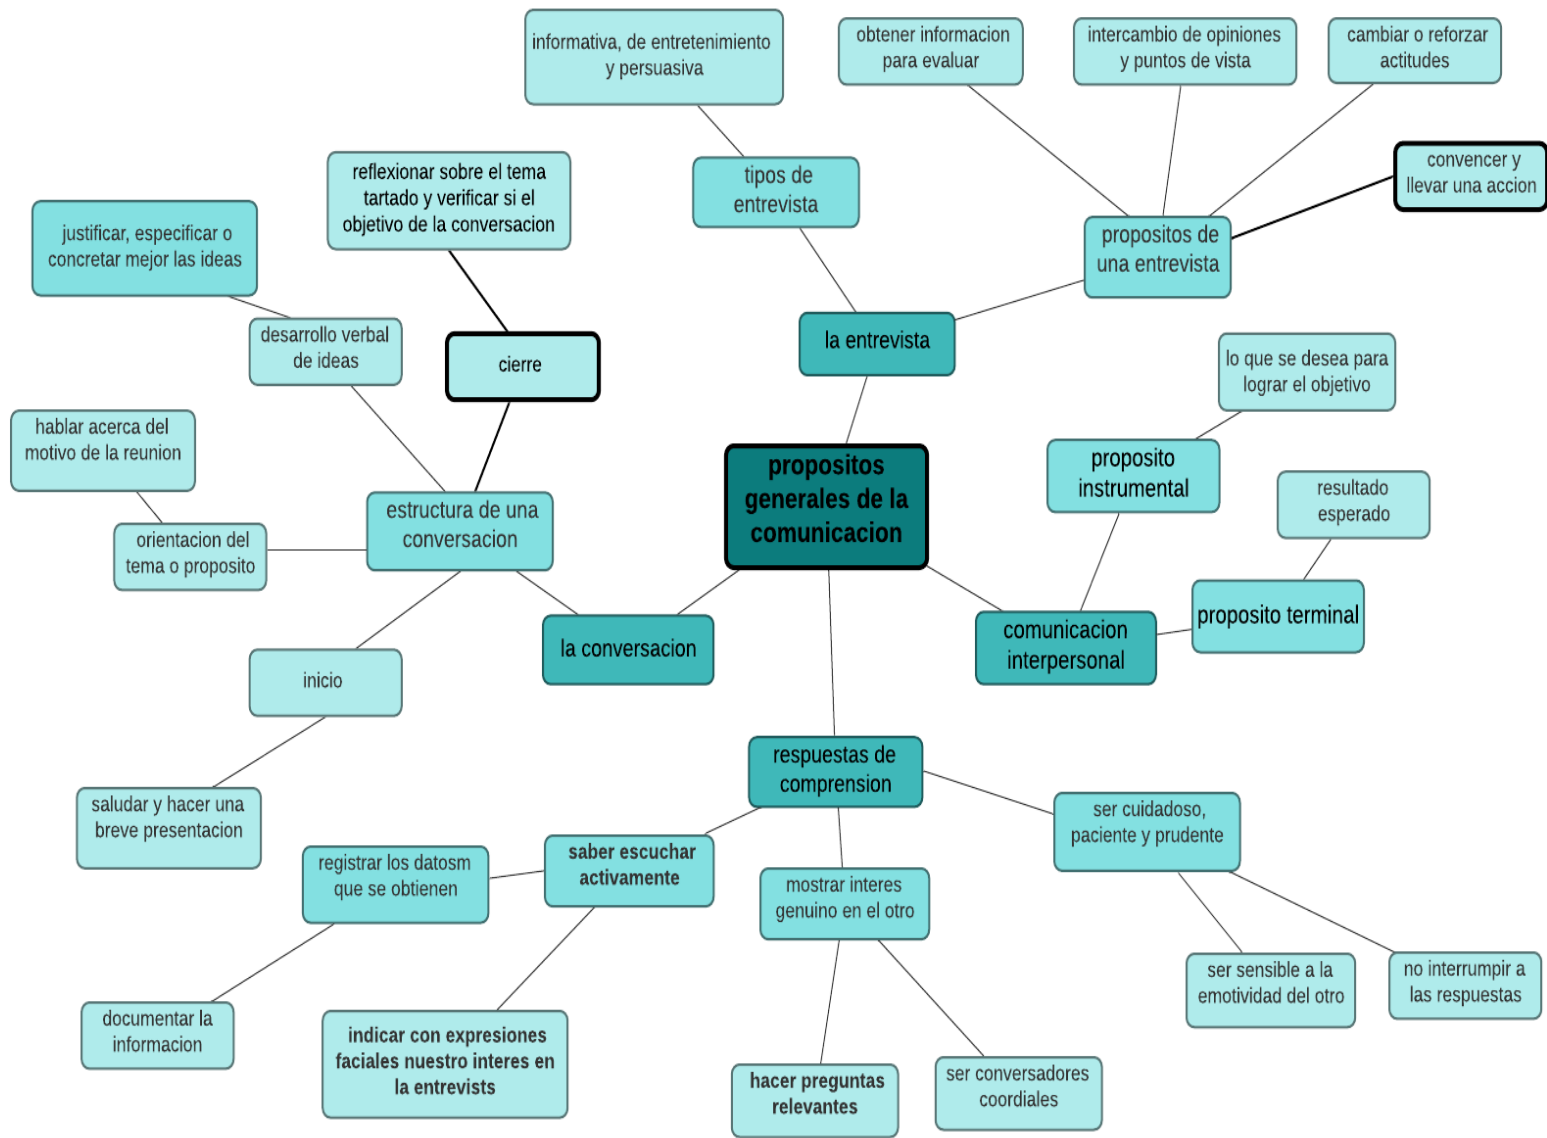 informativa, de entretenimiento
y persuasiva
obtener informacion
para evaluar
intercambio de opiniones
y puntos de vista
cambiar o reforzar
actitudes
convencer y
llevar una accion
reflexionar sobre el tema
tartado y verificar si el
objetivo de la conversacion
tipos de
entrevista
propositos de
una entrevista
justificar, especificar o
concretar mejor las ideas
desarrollo verbal
de ideas
cierre
la entrevista
lo que se desea para
lograr el objetivo
hablar acerca del
motivo de la reunion
proposito
instrumental
propositos
generales de la
comunicacion
resultado
esperado
estructura de una
conversacion
orientacion del
tema o proposito
proposito terminal
la conversacion
comunicacion
interpersonal
inicio
respuestas de
comprension
saludar y hacer una
breve presentacion
ser cuidadoso,
paciente y prudente
registrar los datosm
que se obtienen
saber escuchar
activamente
mostrar interes
genuino en el otro
ser sensible a la
emotividad del otro
no interrumpir a
las respuestas
documentar la
informacion
indicar con expresiones
faciales nuestro interes en
la entrevists
hacer preguntas
relevantes
ser conversadores
coordiales